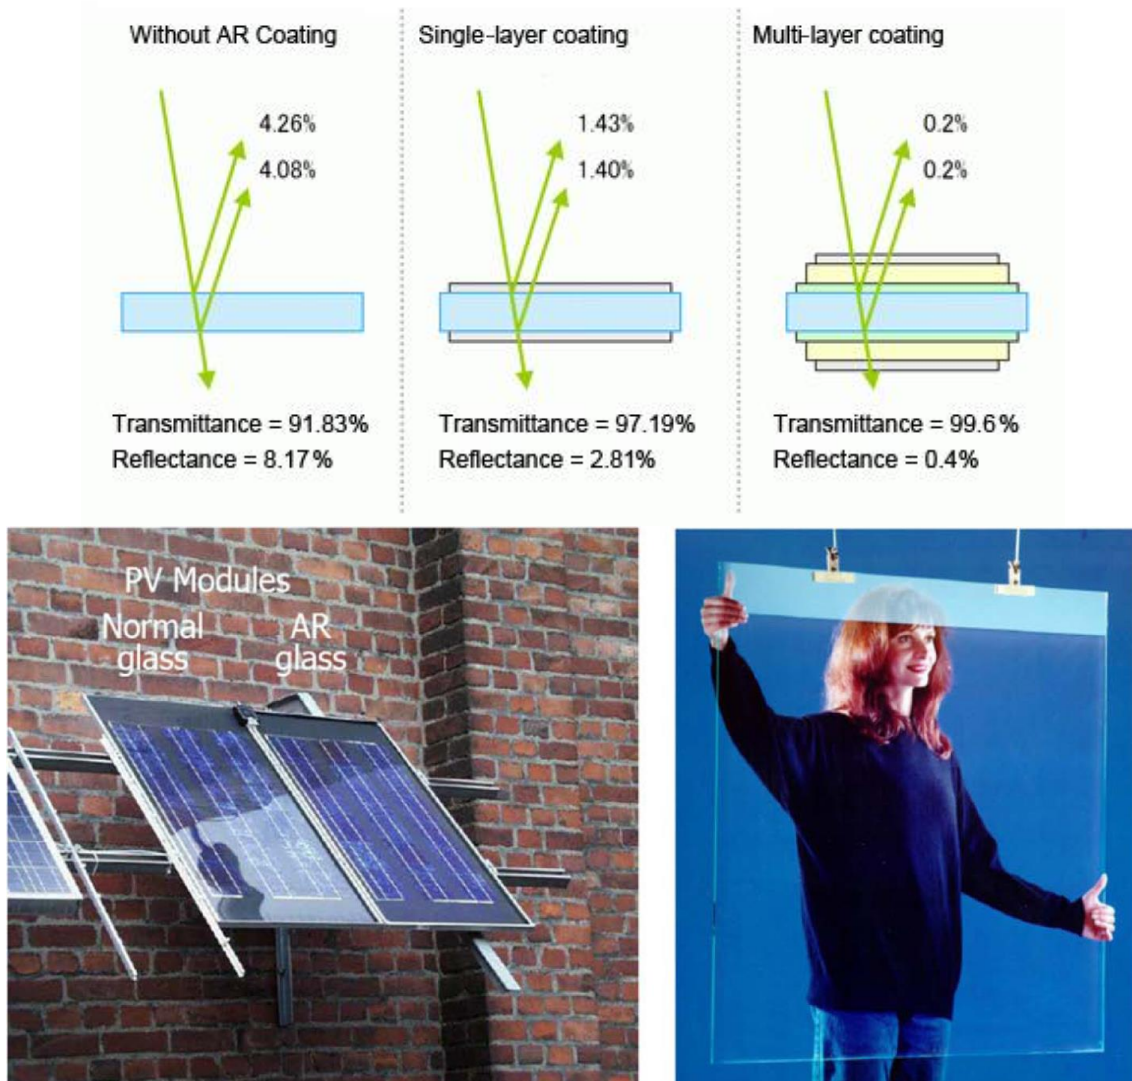 Without AR Coating
Single-layer coating
Multi-layer coating
4.26%
4.08%
1.43%
1.40%
0.2%
0.2%
Transmittance = 91.83%
Reflectance = 8.17%
Transmittance = 97.19%
Reflectance = 2.81%
Transmittance = 99.6%
Reflectance = 0.4%
PV Modules
Normal
glass
AR
glass